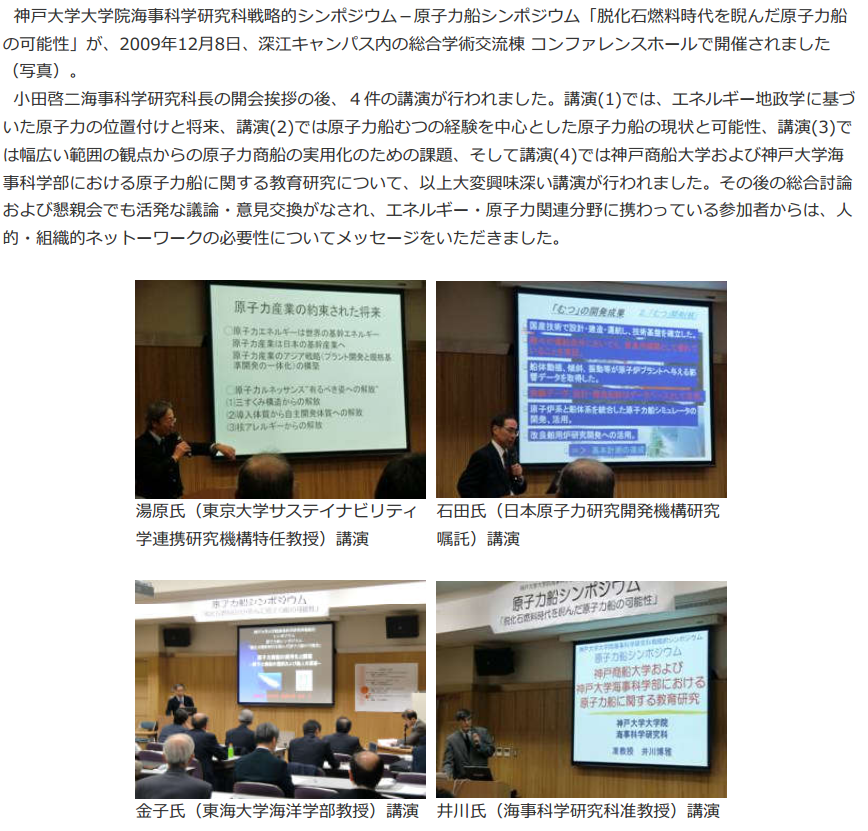 神戸大学大学院海事科学研究科戦略的シンポジウム－原子力船シンポジウム「脱化石燃料時代を睨んだ原子力船
の可能性」が、2009年12月8日、深江キャンパス内の総合学術交流棟 コンファレンスホールで開催されました
（写真）。
小田啓二海事科学研究科長の開会挨拶の後、４件の講演が行われました。講演(1)では、エネルギー地政学に基づ
いた原子力の位置付けと将来、講演(2)では原子力船むつの経験を中心とした原子力船の現状と可能性、講演(3)で
は幅広い範囲の観点からの原子力商船の実用化のための課題、そして講演(4)では神戸商船大学および神戸大学海
事科学部における原子力船に関する教育研究について、以上大変興味深い講演が行われました。その後の総合討論
および懇親会でも活発な議論・意見交換がなされ、エネルギー・原子力関連分野に携わっている参加者からは、人
的・組織的ネットーワークの必要性についてメッセージをいただきました。
原子力産業の約束された将来
○原子力エネルギーは世界の基幹エネルギー
原子力産業は日本の基幹産業へ
原子力産業のアジア戦略（プラント開発と規格基
準開発の一体化）の構築
○原子力ルネッサンス"有るべき姿への解放"
(1)三すくみ構造からの解放
(2)導入体質から自主開発体質への解放
(3)核アレルギーからの解放
「むつ」の開発成果
国産技術で設計・建造・運航し、技術基盤を確立した。
船体動揺、傾斜、振動等が原子炉プラントへ与える影
響データを取得した。
原子炉系と船体系を統合した原子力船シミュレータの
開発、活用。
改良舶用炉研究開発への活用。
=> 基本計画の達成
湯原氏（東京大学サステイナビリティ
学連携研究機構特任教授）講演
石田氏（日本原子力研究開発機構研究
嘱託）講演
原子力船シンポジウム
「脱化石燃料時代を睨んだ原子力船の可能性」
原子力船シンポジウム
「脱化石燃料時代を睨んだ原子力船の可能性」
神戸大学大学院海事科学研究科戦略的シンポジウム
原子力船シンポジウム
神戸商船大学および
神戸大学海事科学部における
原子力船に関する教育研究
神戸大学大学院
海事科学研究科
准教授 井川博雅
金子氏（東海大学海洋学部教授）講演
井川氏（海事科学研究科准教授）講演